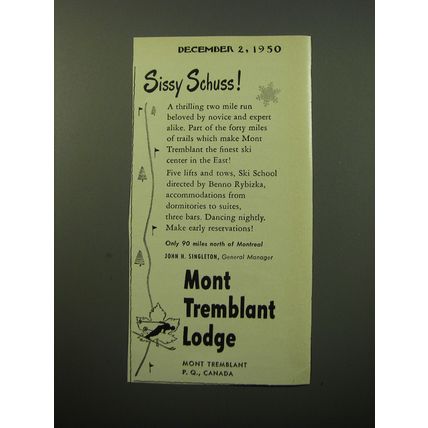 DECEMBER 2, 1950
Sissy Schuss!
A thrilling two mile run
beloved by novice and expert
alike. Part of the forty miles
of trails which make Mont
Tremblant the finest ski
center in the East!
Five lifts and tows, Ski School
directed by Benno Rybizka,
accommodations from
dormitories to suites,
three bars. Dancing nightly.
Make early reservations!
Only 90 miles north of Montreal
JOHN H. SINGLETON, General Manager
Mont
Tremblant
Lodge
MONT TREMBLANT
P. Q., CANADA